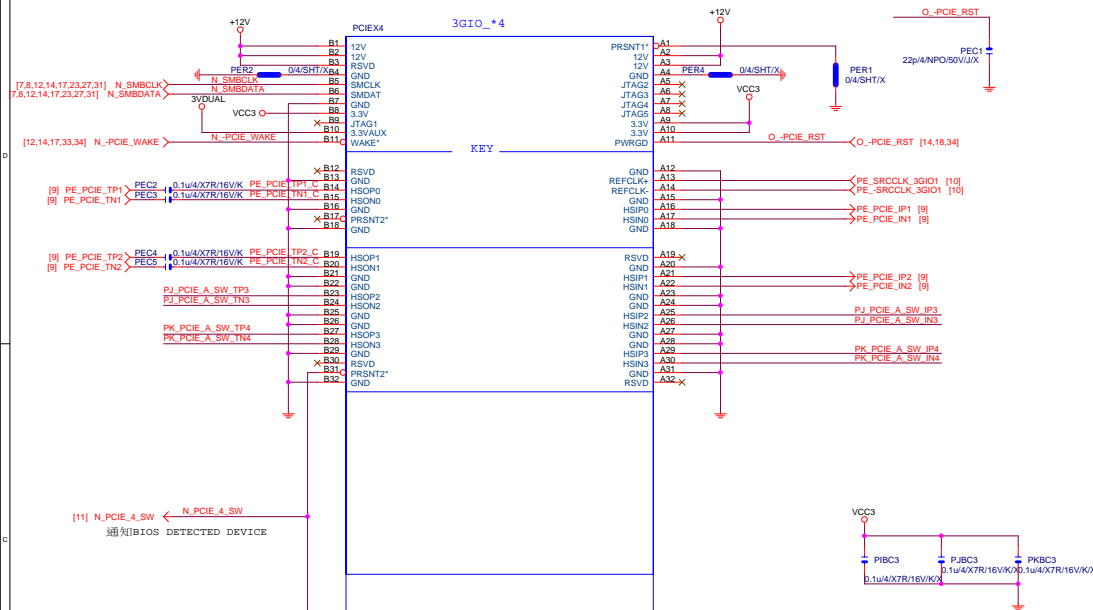 3GIO_*4
PCIEX4
+12V
+12V
O_-PCIE_RST
PEC1
22p/4/NPO/50V/J/X
B1 12V
B2 12V
B3 RSVD
B4 GND
B5 SMCLK
B6 SMDAT
B7 GND
B8 3.3V
B9 JTAG1
B10 3.3VAUX
B11 WAKE*
PRSNT1* A1
12V A2
12V A3
GND A4
JTAG2 A5
JTAG3 A6
JTAG4 A7
JTAG5 A8
3.3V A9
3.3V A10
PWRGD A11
PER2 0/4/SHT/X
PER4 0/4/SHT/X
PER1
0/4/SHT/X
[7,8,12,14,17,23,27,31] N_SMBCLK N_SMBCLK
7,8,12,14,17,23,27,31] N_SMBDATA N_SMBDATA
3VDUAL
VCC3
VCC3
[12,14,17,33,34] N_-PCIE_WAKE N_-PCIE_WAKE
O_-PCIE_RST O_-PCIE_RST [14,18,34]
KEY
B12 RSVD
B13 GND
B14 HSOP0
B15 HSON0
B16 GND
B17 PRSNT2*
B18 GND
GND A12
REFCLK+ A13
REFCLK- A14
GND A15
HSIP0 A16
HSIN0 A17
GND A18
[9] PE_PCIE_TP1 PEC2 0.1u/4/X7R/16V/K PE_PCIE_TP1_C
[9] PE_PCIE_TN1 PEC3 0.1u/4/X7R/16V/K PE_PCIE_TN1_C
PE_SRCCLK_3GIO1 [10]
PE_-SRCCLK_3GIO1 [10]
PE_PCIE_IP1 [9]
PE_PCIE_IN1 [9]
B19 HSOP1
B20 HSON1
B21 GND
B22 GND
B23 HSOP2
B24 HSON2
B25 GND
B26 GND
B27 HSOP3
B28 HSON3
B29 GND
B30 RSVD
B31 PRSNT2*
B32 GND
RSVD A19
GND A20
HSIP1 A21
HSIN1 A22
GND A23
GND A24
HSIP2 A25
HSIN2 A26
GND A27
GND A28
HSIP3 A29
HSIN3 A30
GND A31
RSVD A32
[9] PE_PCIE_TP2 PEC4 0.1u/4/X7R/16V/K PE_PCIE_TP2_C
[9] PE_PCIE_TN2 PEC5 0.1u/4/X7R/16V/K PE_PCIE_TN2_C
PE_PCIE_IP2 [9]
PE_PCIE_IN2 [9]
PJ_PCIE_A_SW_TP3
PJ_PCIE_A_SW_TN3
PJ_PCIE_A_SW_IP3
PJ_PCIE_A_SW_IN3
PK_PCIE_A_SW_TP4
PK_PCIE_A_SW_TN4
PK_PCIE_A_SW_IP4
PK_PCIE_A_SW_IN4
[11] N_PCIE_4_SW N_PCIE_4_SW
通知BIOS DETECTED DEVICE
VCC3
PIBC3
0.1u/4/X7R/16V/K/X
PJBC3
0.1u/4/X7R/16V/K/X
PKBC3
0.1u/4/X7R/16V/K/X
D
C